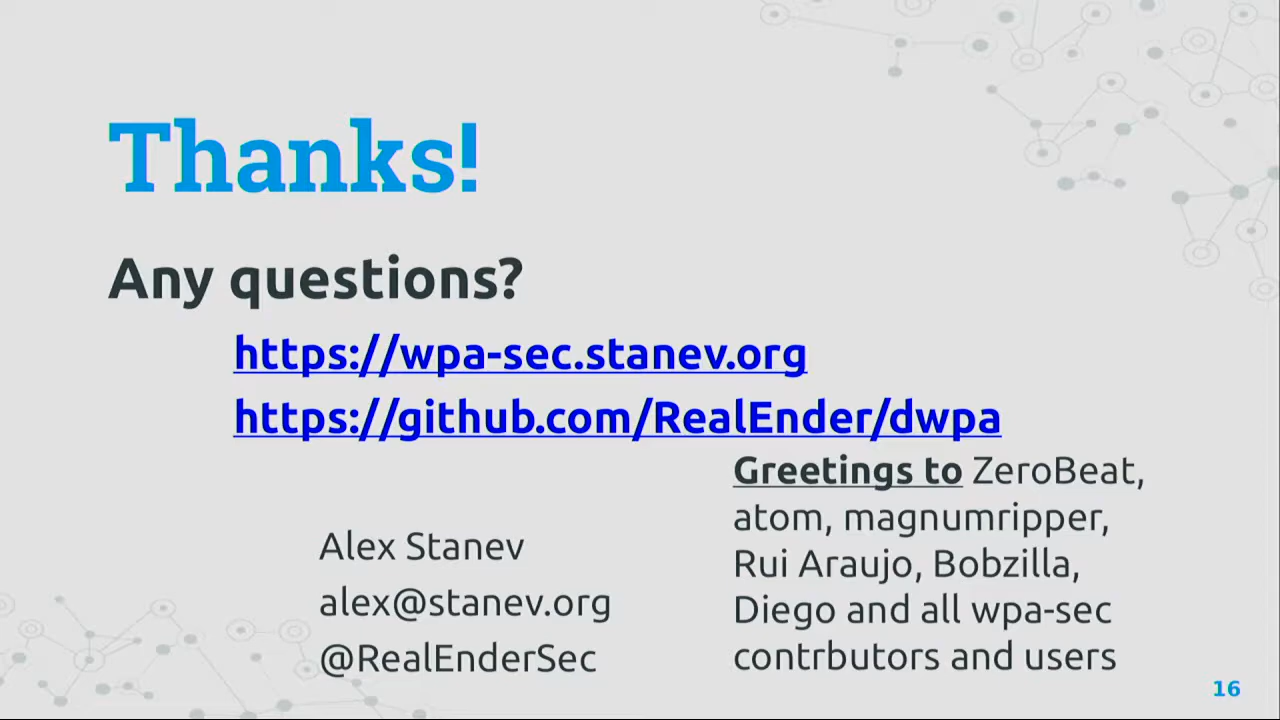 Thanks!
Any questions?
https://wpa-sec.stanev.org
https://github.com/RealEnder/dwpa
Greetings to ZeroBeat,
atom, magnumripper,
Rui Araujo, Bobzilla,
Diego and all wpa-sec
contrbutors and users
Alex Stanev
alex@stanev.org
@RealEnderSec
16